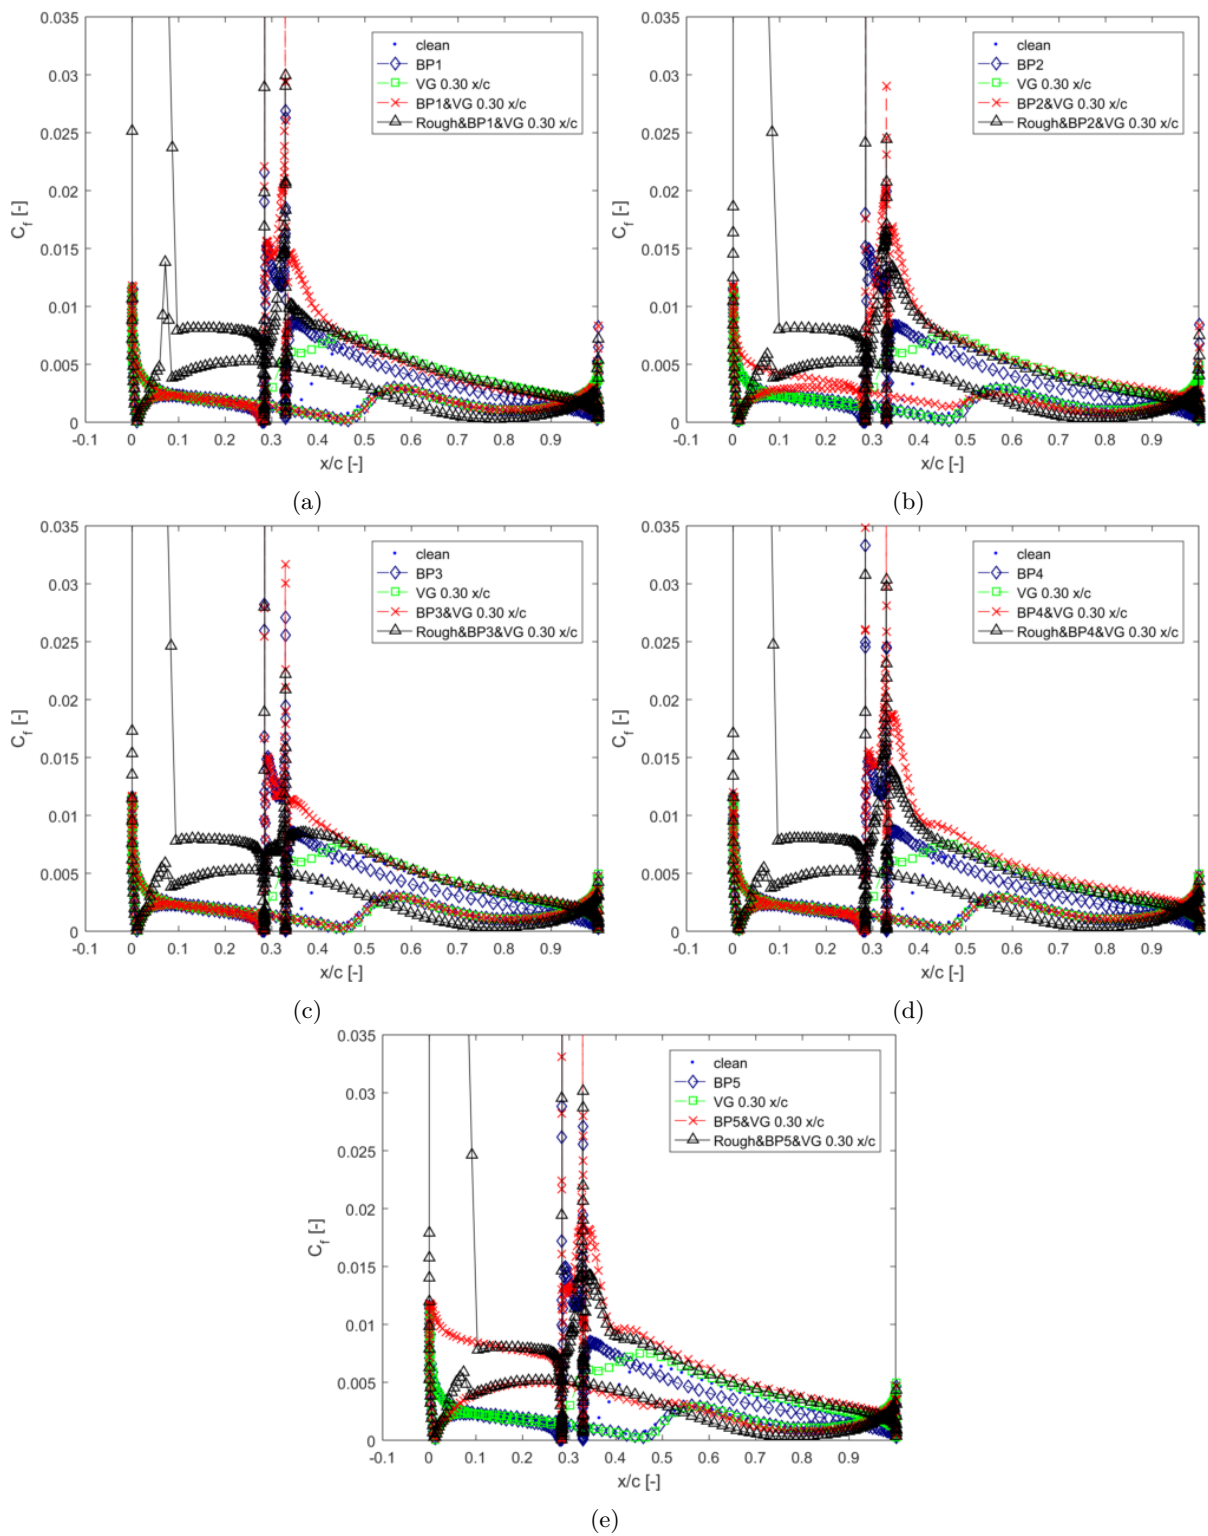 0.035
0.03
0.025
0.02
0.015
0.01
0.005
0
C_f [-]
-0.1 0 0.1 0.2 0.3 0.4 0.5 0.6 0.7 0.8 0.9
x/c [-]
clean
BP1
VG 0.30 x/c
BP1&VG 0.30 x/c
Rough&BP1&VG 0.30 x/c
(a)
0.035
0.03
0.025
0.02
0.015
0.01
0.005
0
C_f [-]
-0.1 0 0.1 0.2 0.3 0.4 0.5 0.6 0.7 0.8 0.9
x/c [-]
clean
BP2
VG 0.30 x/c
BP2&VG 0.30 x/c
Rough&BP2&VG 0.30 x/c
(b)
0.035
0.03
0.025
0.02
0.015
0.01
0.005
0
C_f [-]
-0.1 0 0.1 0.2 0.3 0.4 0.5 0.6 0.7 0.8 0.9
x/c [-]
clean
BP3
VG 0.30 x/c
BP3&VG 0.30 x/c
Rough&BP3&VG 0.30 x/c
(c)
0.035
0.03
0.025
0.02
0.015
0.01
0.005
0
C_f [-]
-0.1 0 0.1 0.2 0.3 0.4 0.5 0.6 0.7 0.8 0.9
x/c [-]
clean
BP4
VG 0.30 x/c
BP4&VG 0.30 x/c
Rough&BP4&VG 0.30 x/c
(d)
0.035
0.03
0.025
0.02
0.015
0.01
0.005
0
C_f [-]
-0.1 0 0.1 0.2 0.3 0.4 0.5 0.6 0.7 0.8 0.9
x/c [-]
clean
BP5
VG 0.30 x/c
BP5&VG 0.30 x/c
Rough&BP5&VG 0.30 x/c
(e)